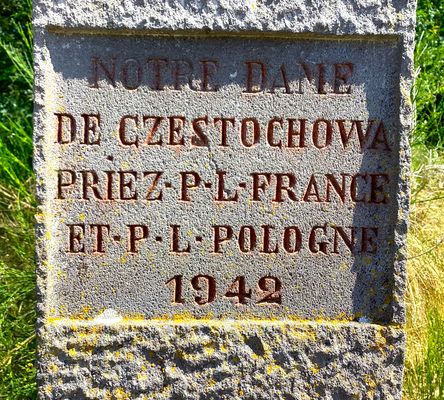 NOTRE DAME
DE CZESTOCHOWA
PRIEZ-P-L-FRANCE
ET-P-L-POLOGNE
1942